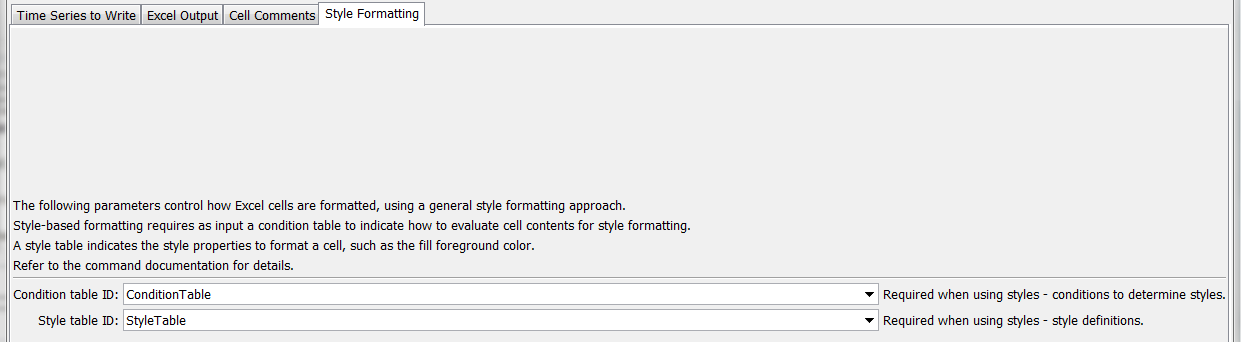 Time Series to Write Excel Output Cell Comments Style Formatting
The following parameters control how Excel cells are formatted, using a general style formatting approach.
Style-based formatting requires as input a condition table to indicate how to evaluate cell contents for style formatting.
A style table indicates the style properties to format a cell, such as the fill foreground color.
Refer to the command documentation for details.
Condition table ID: ConditionTable Required when using styles - conditions to determine styles.
Style table ID: StyleTable Required when using styles - style definitions.